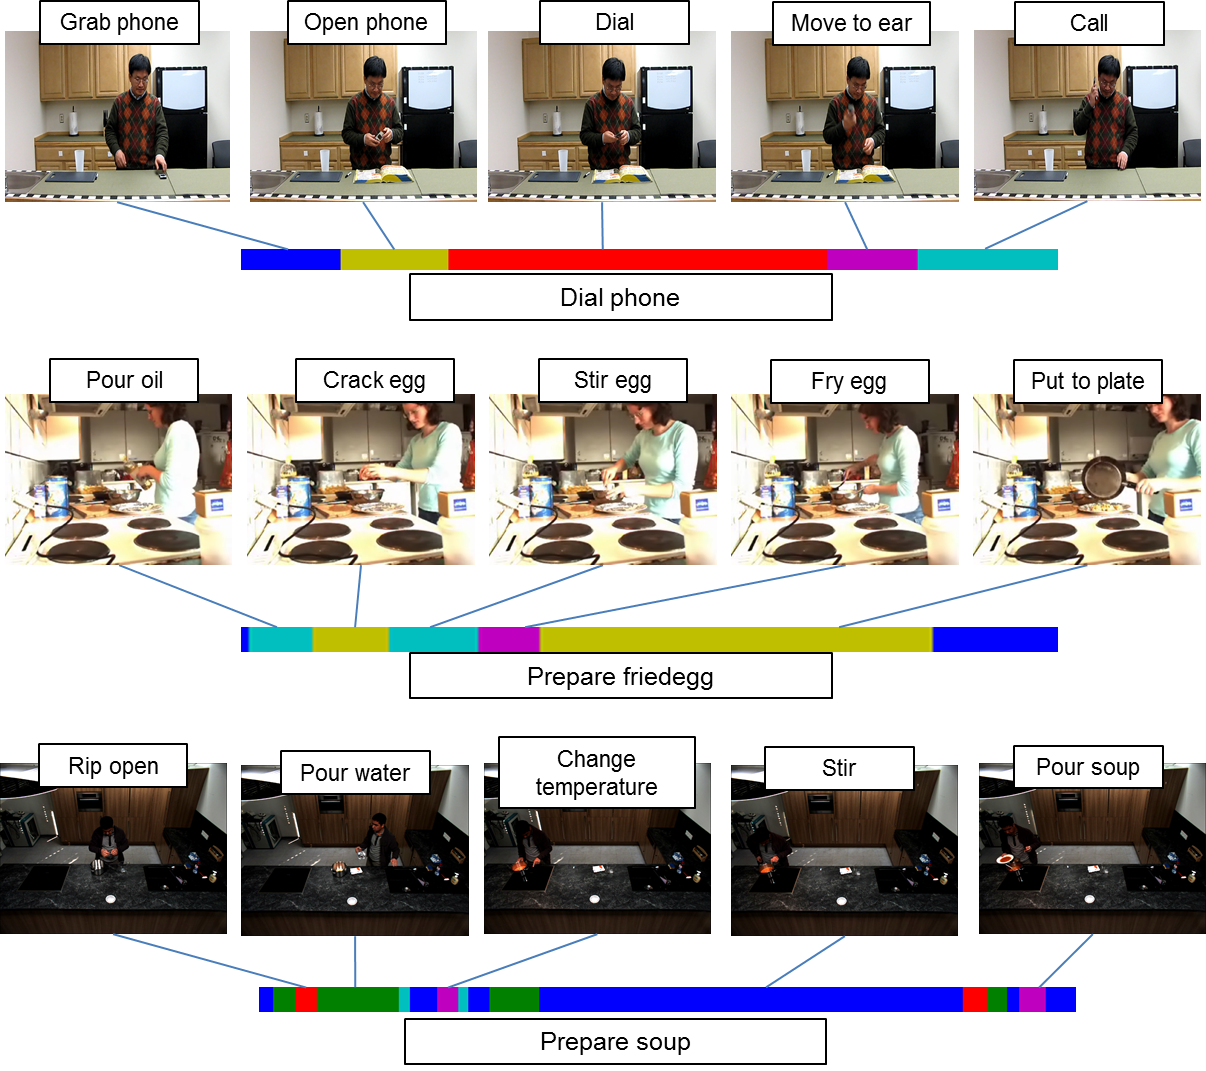 Grab phone
Open phone
Dial
Move to ear
Call
Dial phone
Pour oil
Crack egg
Stir egg
Fry egg
Put to plate
Prepare friedegg
Rip open
Pour water
Change
temperature
Stir
Pour soup
Prepare soup